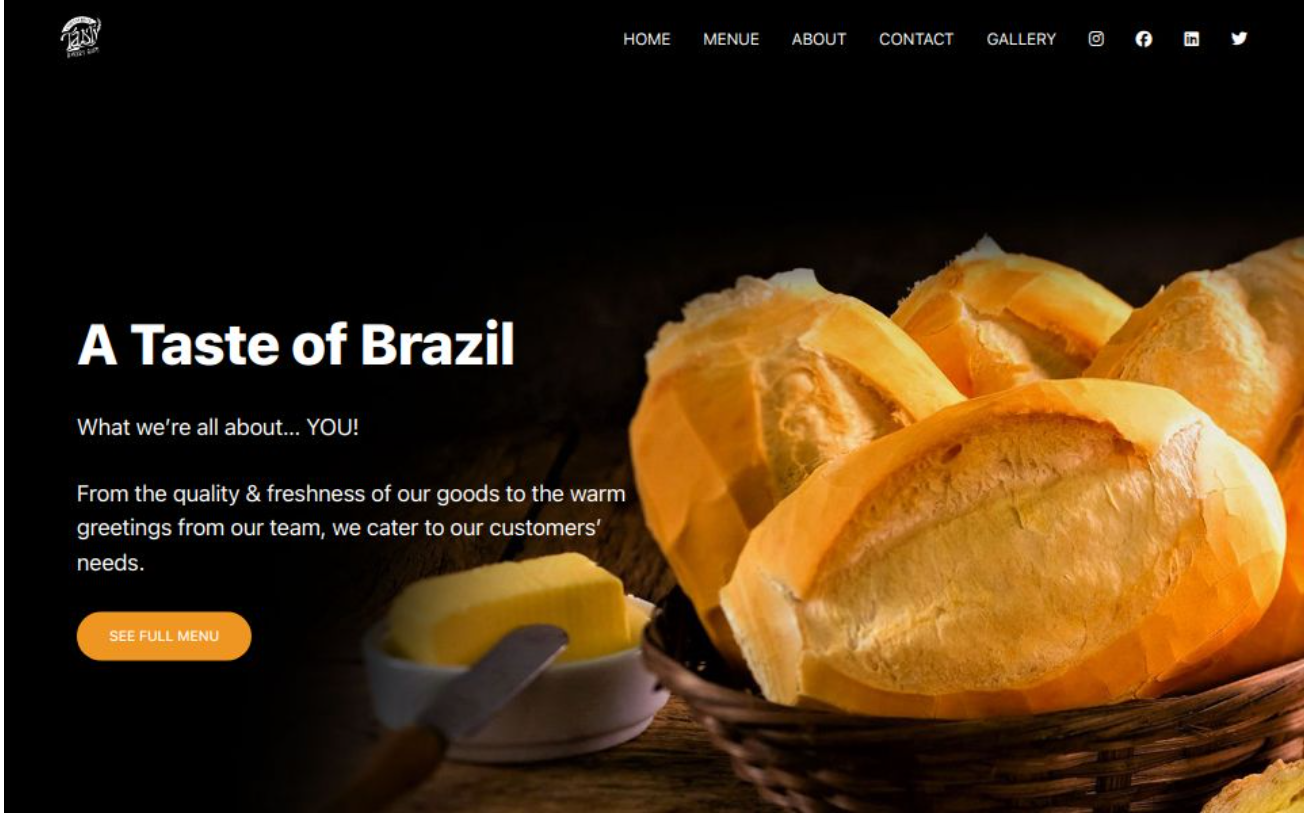 Tasty
HOME MENUE ABOUT CONTACT GALLERY
A Taste of Brazil
What we’re all about... YOU!
From the quality & freshness of our goods to the warm
greetings from our team, we cater to our customers’
needs.
SEE FULL MENU